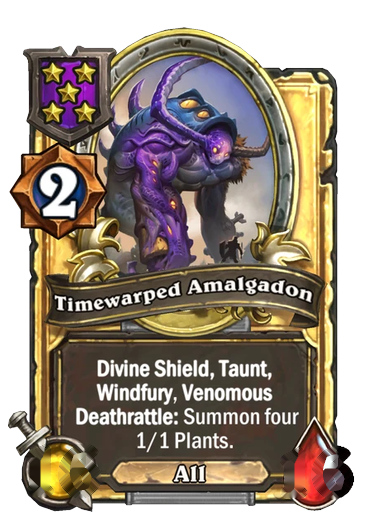 2
Timewarped Amalgadon
Divine Shield, Taunt,
Windfury, Venomous
Deathrattle: Summon four
1/1 Plants.
All